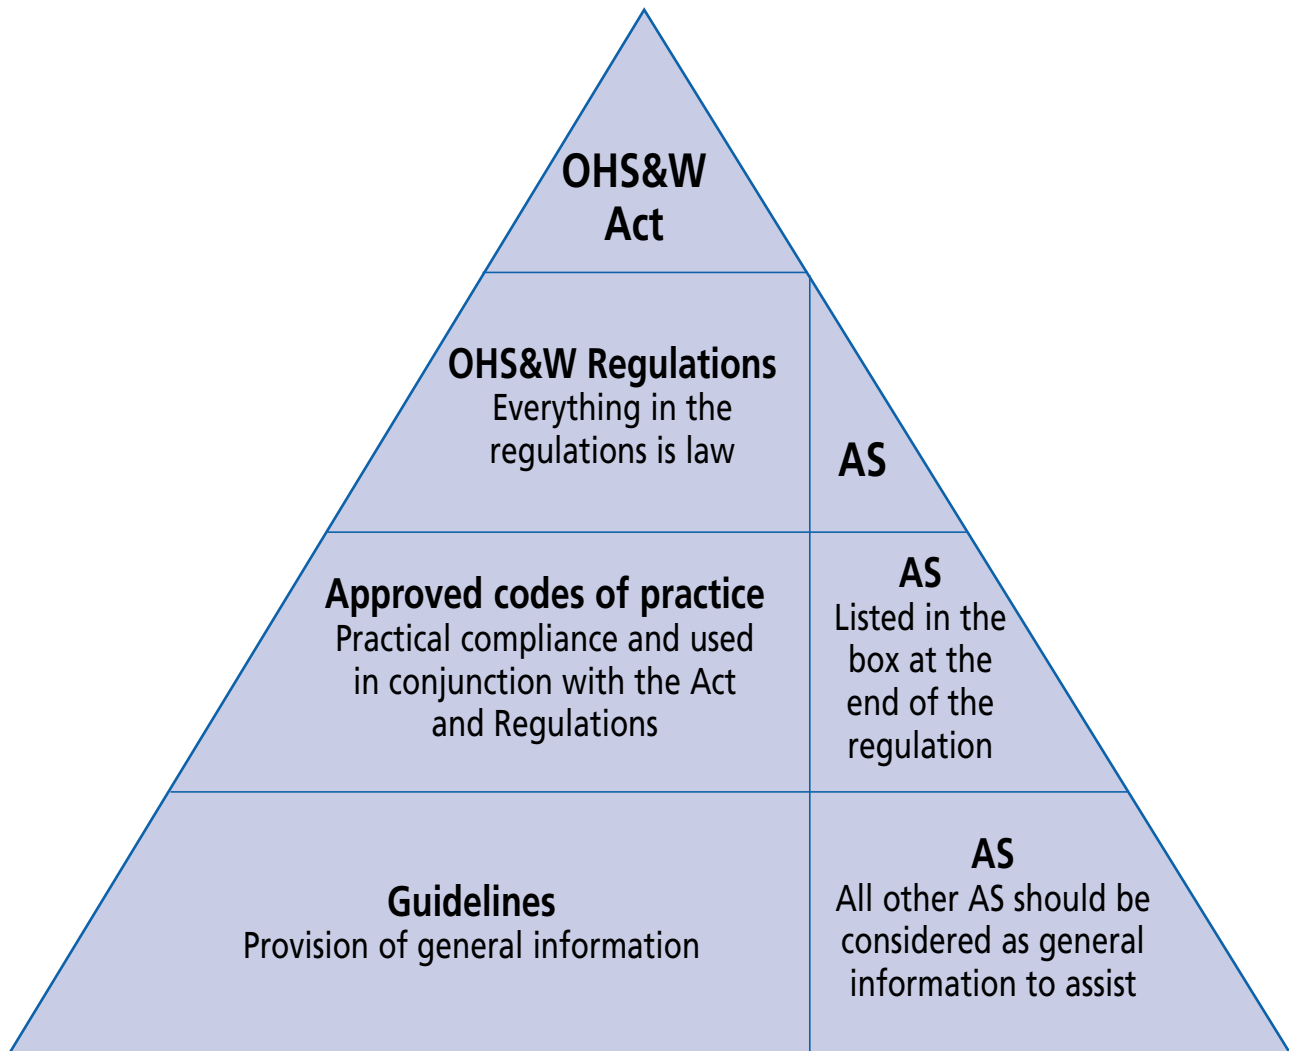 OHS&W
Act
OHS&W Regulations
Everything in the
regulations is law
AS
Approved codes of practice
Practical compliance and used
in conjunction with the Act
and Regulations
AS
Listed in the
box at the
end of the
regulation
Guidelines
Provision of general information
AS
All other AS should be
considered as general
information to assist